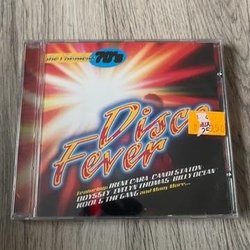 70's
Disco
Fever
Featuring: IRENE CARA · CANDI STATON
ODYSSEY · EVELYN THOMAS · BILLY OCEAN
KOOL & THE GANG and Many More...